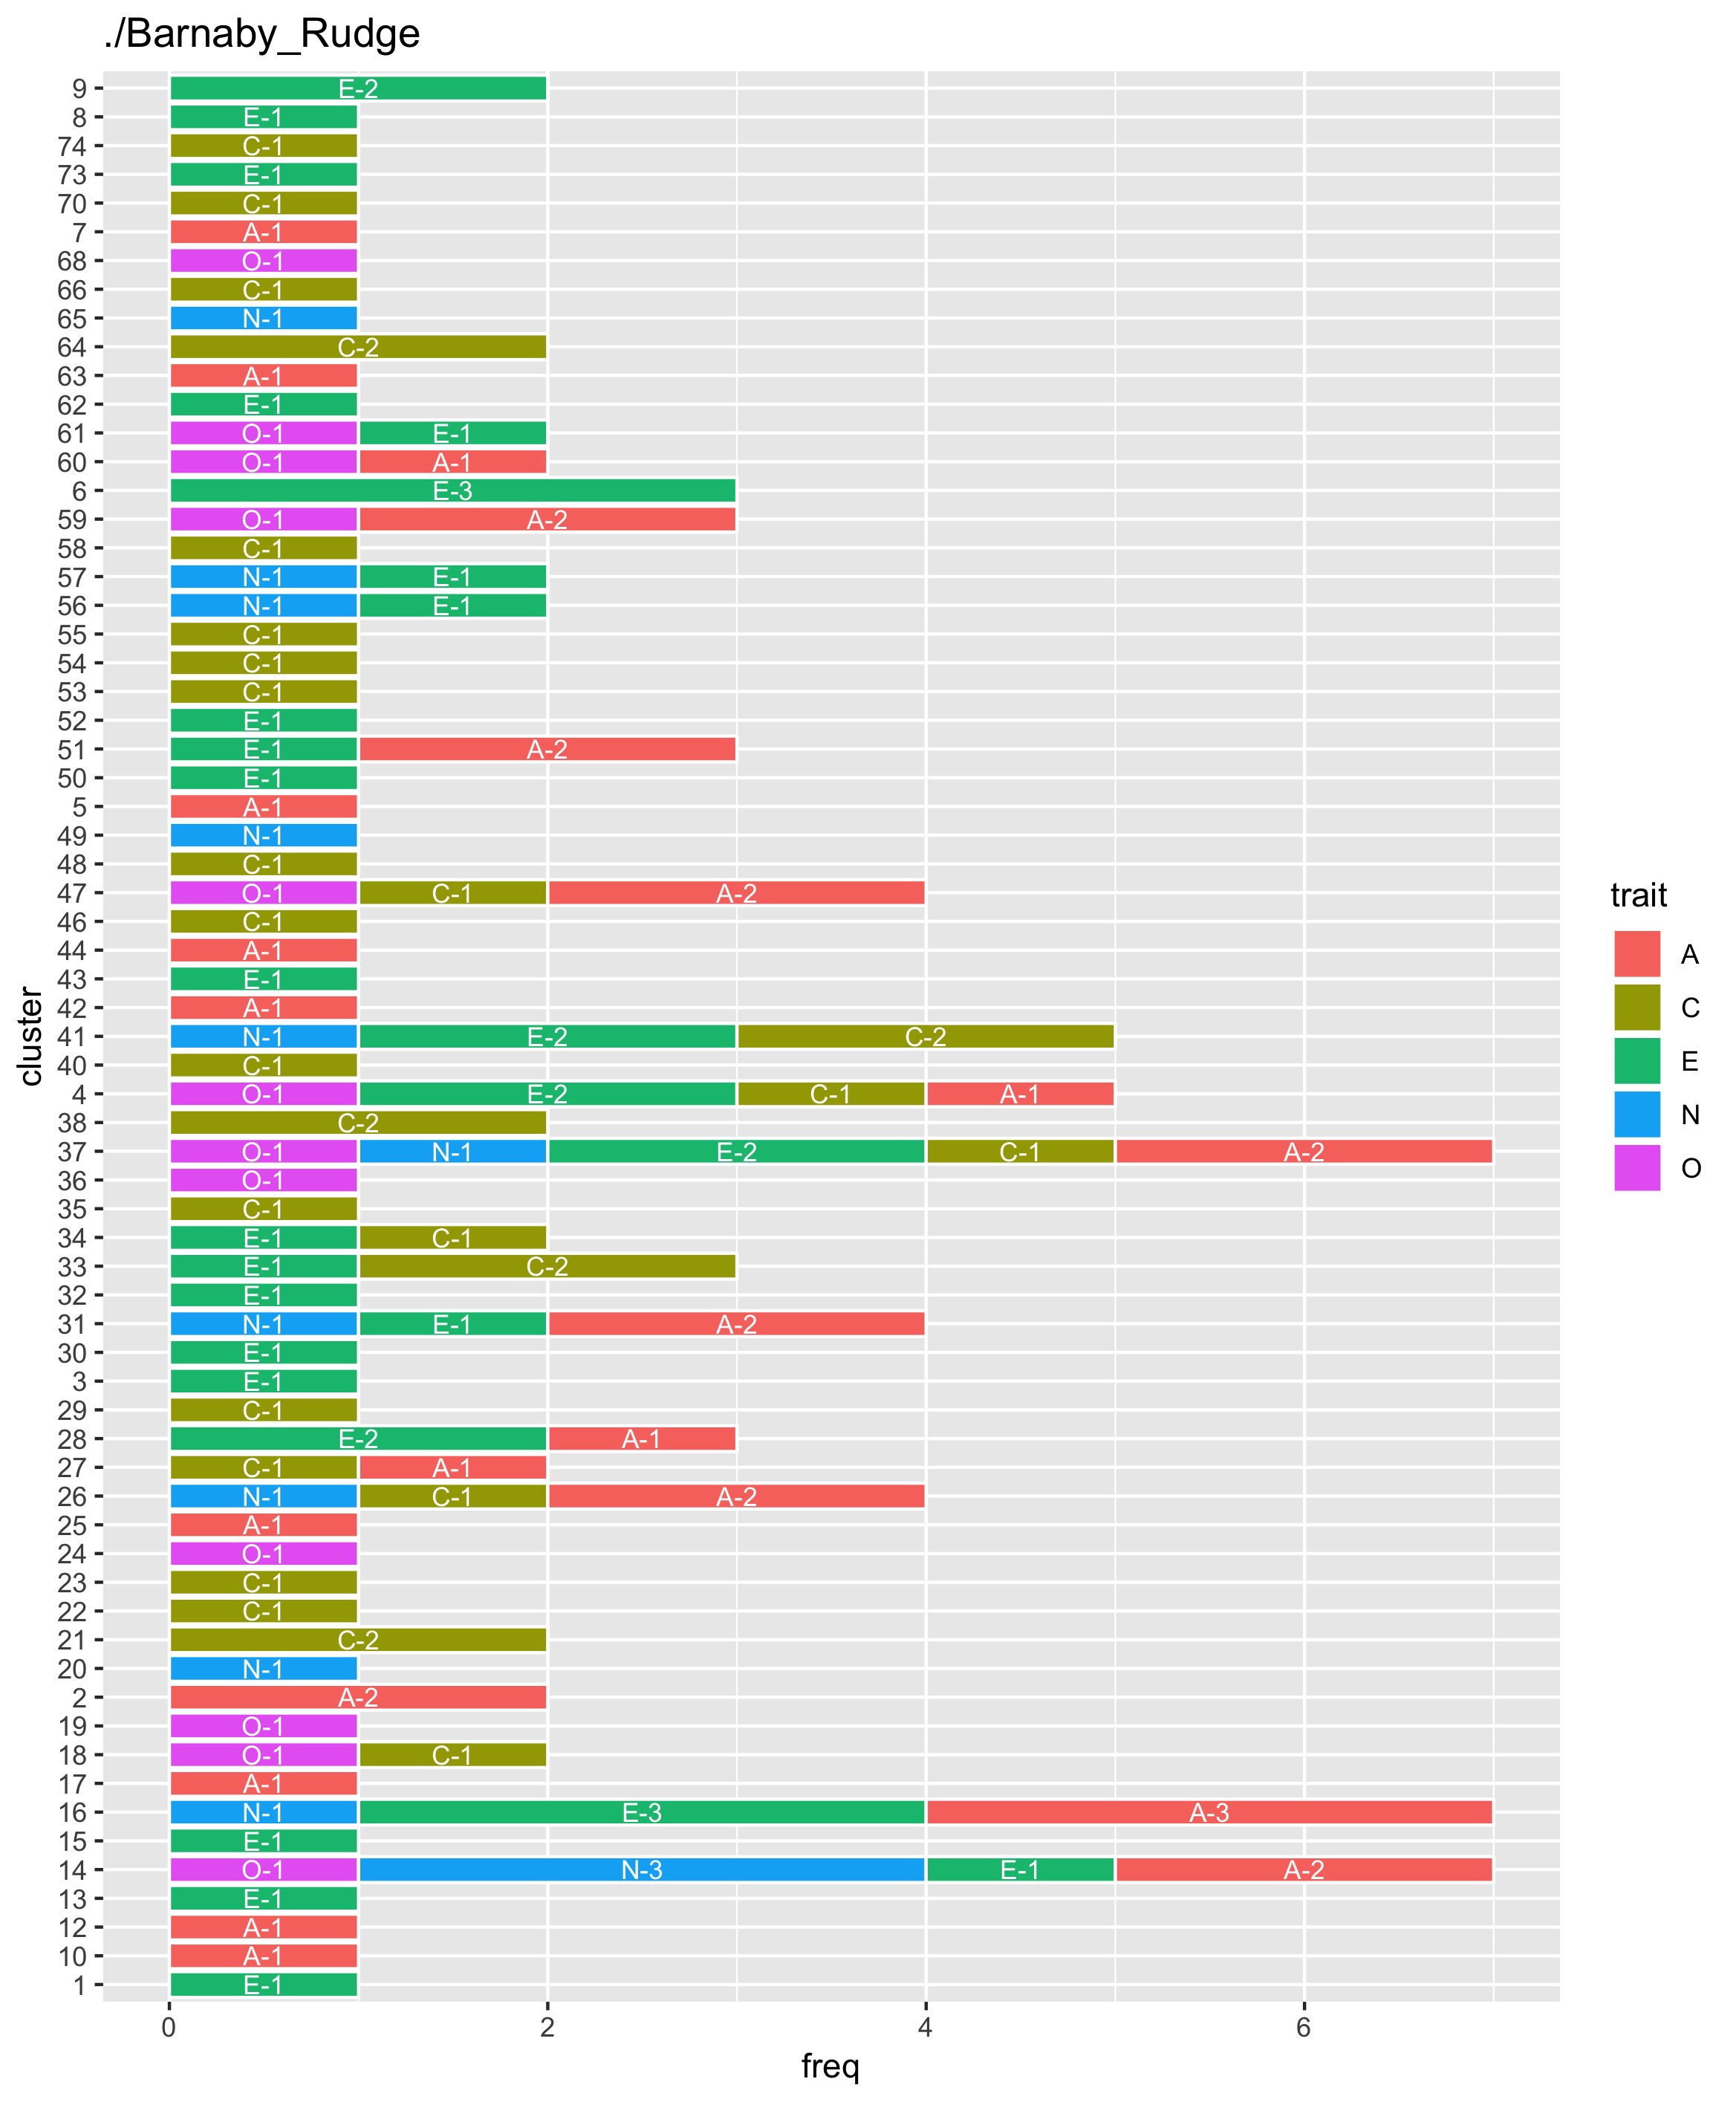 ./Barnaby_Rudge
9 E-2
8 E-1
74 C-1
73 E-1
70 C-1
7 A-1
68 O-1
66 C-1
65 N-1
64 C-2
63 A-1
62 E-1
61 O-1 E-1
60 O-1 A-1
6 E-3
59 O-1 A-2
58 C-1
57 N-1 E-1
56 N-1 E-1
55 C-1
54 C-1
53 C-1
52 E-1
51 E-1 A-2
50 E-1
5 A-1
49 N-1
48 C-1
47 O-1 C-1 A-2
46 C-1
44 A-1
43 E-1
42 A-1
41 N-1 E-2 C-2
40 C-1
4 O-1 E-2 C-1 A-1
38 C-2
37 O-1 N-1 E-2 C-1 A-2
36 O-1
35 C-1
34 E-1 C-1
33 E-1 C-2
32 E-1
31 N-1 E-1 A-2
30 E-1
3 E-1
29 C-1
28 E-2 A-1
27 C-1 A-1
26 N-1 C-1 A-2
25 A-1
24 O-1
23 C-1
22 C-1
21 C-2
20 N-1
2 A-2
19 O-1
18 O-1 C-1
17 A-1
16 N-1 E-3 A-3
15 E-1
14 O-1 N-3 E-1 A-2
13 E-1
12 A-1
10 A-1
1 E-1
0 2 4 6
freq
cluster
trait
A
C
E
N
O